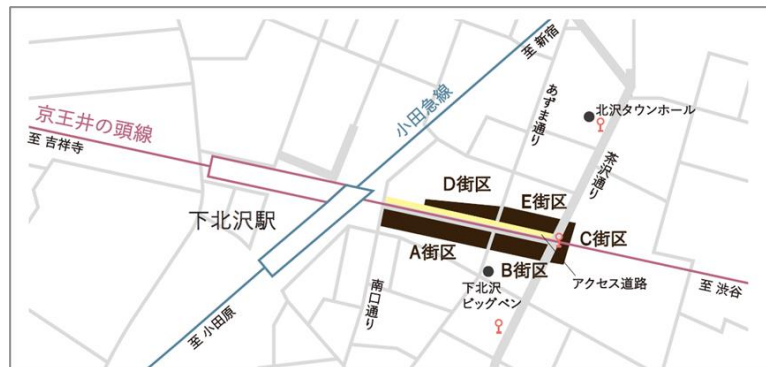 至 新宿
小田急線
京王井の頭線
至 吉祥寺
あずま通り
北沢タウンホール
茶沢通り
D街区
E街区
下北沢駅
A街区
C街区
B街区
アクセス道路
下北沢
ビッグベン
南口通り
至 小田原
至 渋谷